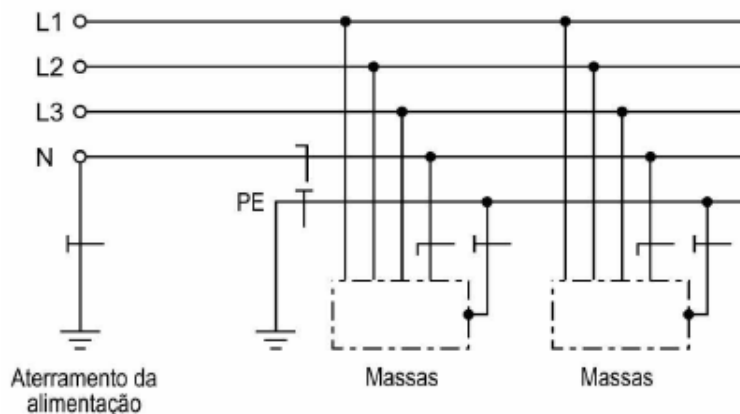 L1
L2
L3
N
PE
Aterramento da
alimentação
Massas
Massas